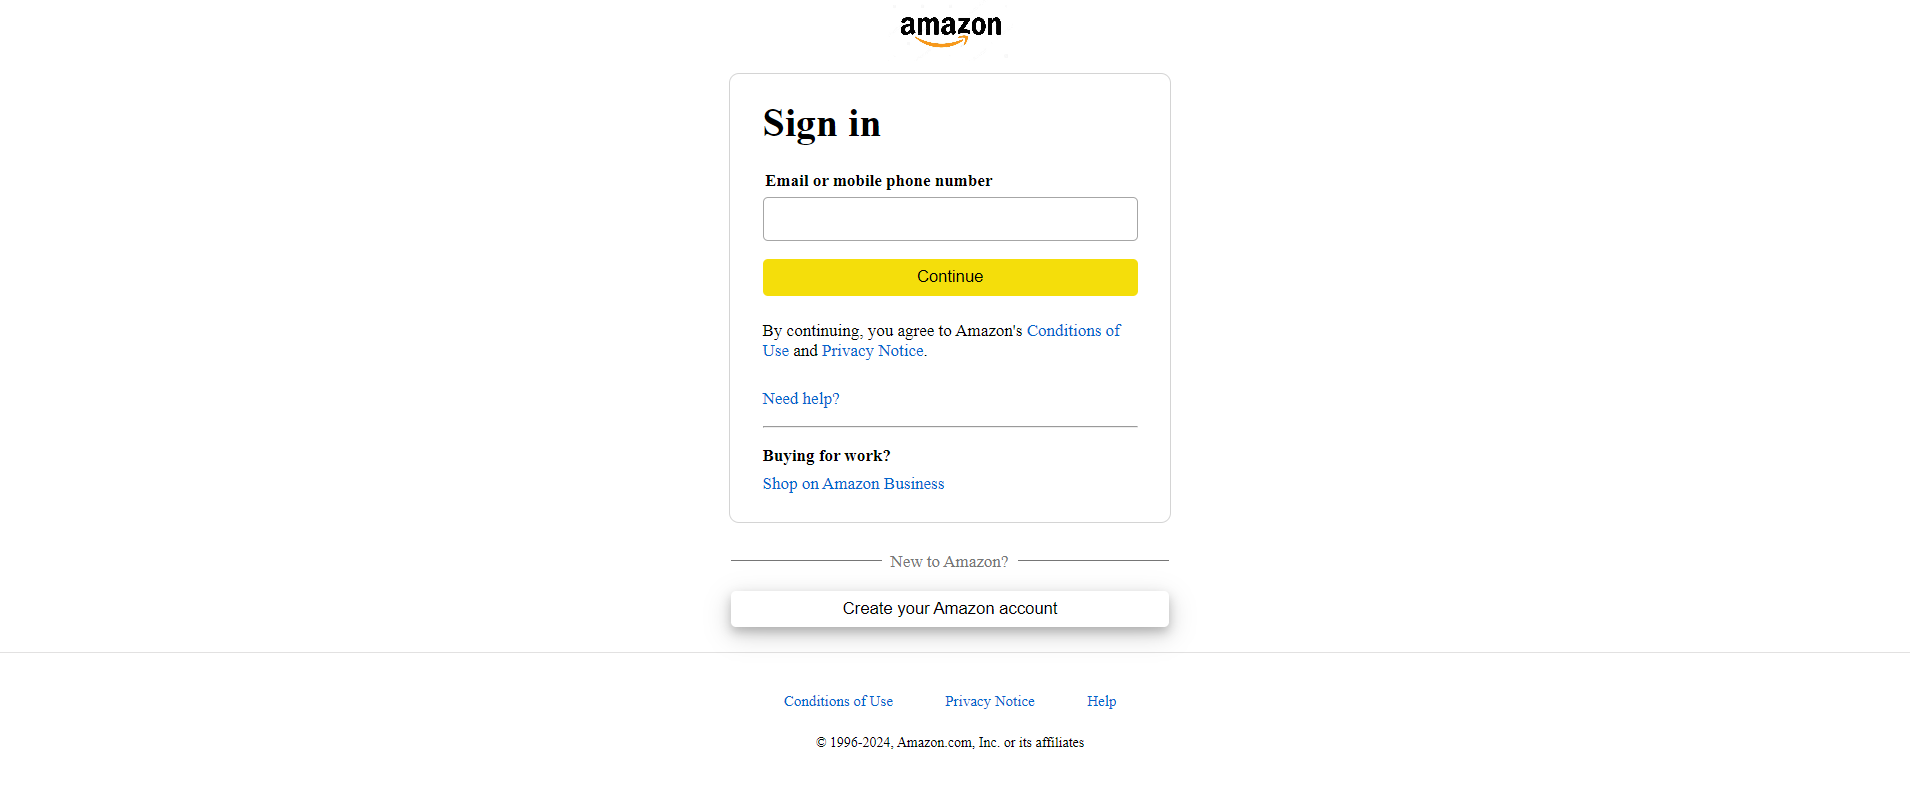 amazon
Sign in
Email or mobile phone number
Continue
By continuing, you agree to Amazon's Conditions of
Use and Privacy Notice.
Need help?
Buying for work?
Shop on Amazon Business
New to Amazon?
Create your Amazon account
Conditions of Use Privacy Notice Help
© 1996-2024, Amazon.com, Inc. or its affiliates